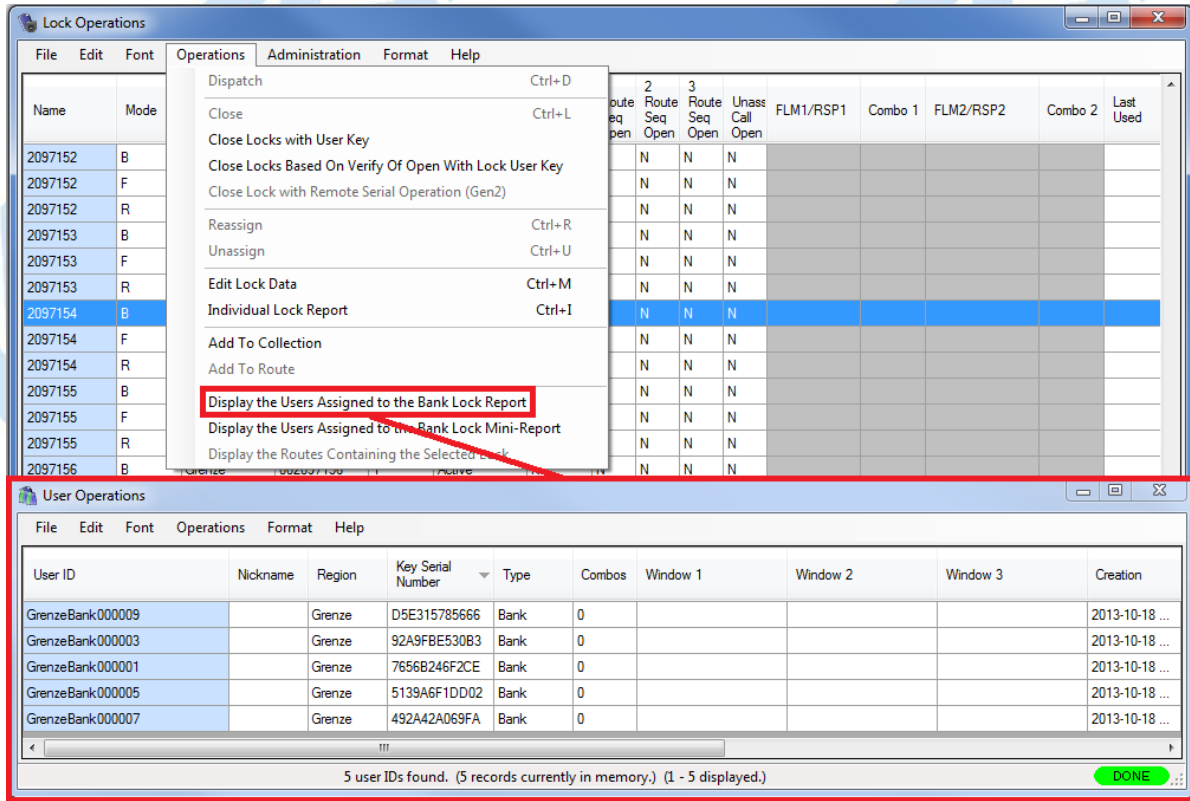 Lock Operations
File Edit Font Operations Administration Format Help
Dispatch Ctrl+D
Close Ctrl+L
Close Locks with User Key
Close Locks Based On Verify Of Open With Lock User Key
Close Lock with Remote Serial Operation (Gen2)
Reassign Ctrl+R
Unassign Ctrl+U
Edit Lock Data Ctrl+M
Individual Lock Report Ctrl+I
Add To Collection
Add To Route
Display the Users Assigned to the Bank Lock Report
Display the Users Assigned to the Bank Lock Mini-Report
Display the Routes Containing the Selected Lock
Name Mode 2 Route Seq Open 3 Route Seq Open Unass Call Open FLM1/RSP1 Combo 1 FLM2/RSP2 Combo 2 Last Used
2097152 B N N N
2097152 F N N N
2097152 R N N N
2097153 B N N N
2097153 F N N N
2097153 R N N N
2097154 B N N N
2097154 F N N N
2097154 R N N N
2097155 B N N N
2097155 F N N N
2097155 R N N N
2097156 B Grenze Active N N N
User Operations
File Edit Font Operations Format Help
User ID Nickname Region Key Serial Number Type Combos Window 1 Window 2 Window 3 Creation
GrenzeBank000009 Grenze D5E315785666 Bank 0 2013-10-18 ...
GrenzeBank000003 Grenze 92A9FBE530B3 Bank 0 2013-10-18 ...
GrenzeBank000001 Grenze 7656B246F2CE Bank 0 2013-10-18 ...
GrenzeBank000005 Grenze 5139A6F1DD02 Bank 0 2013-10-18 ...
GrenzeBank000007 Grenze 492A42A069FA Bank 0 2013-10-18 ...
5 user IDs found. (5 records currently in memory.) (1 - 5 displayed.) DONE